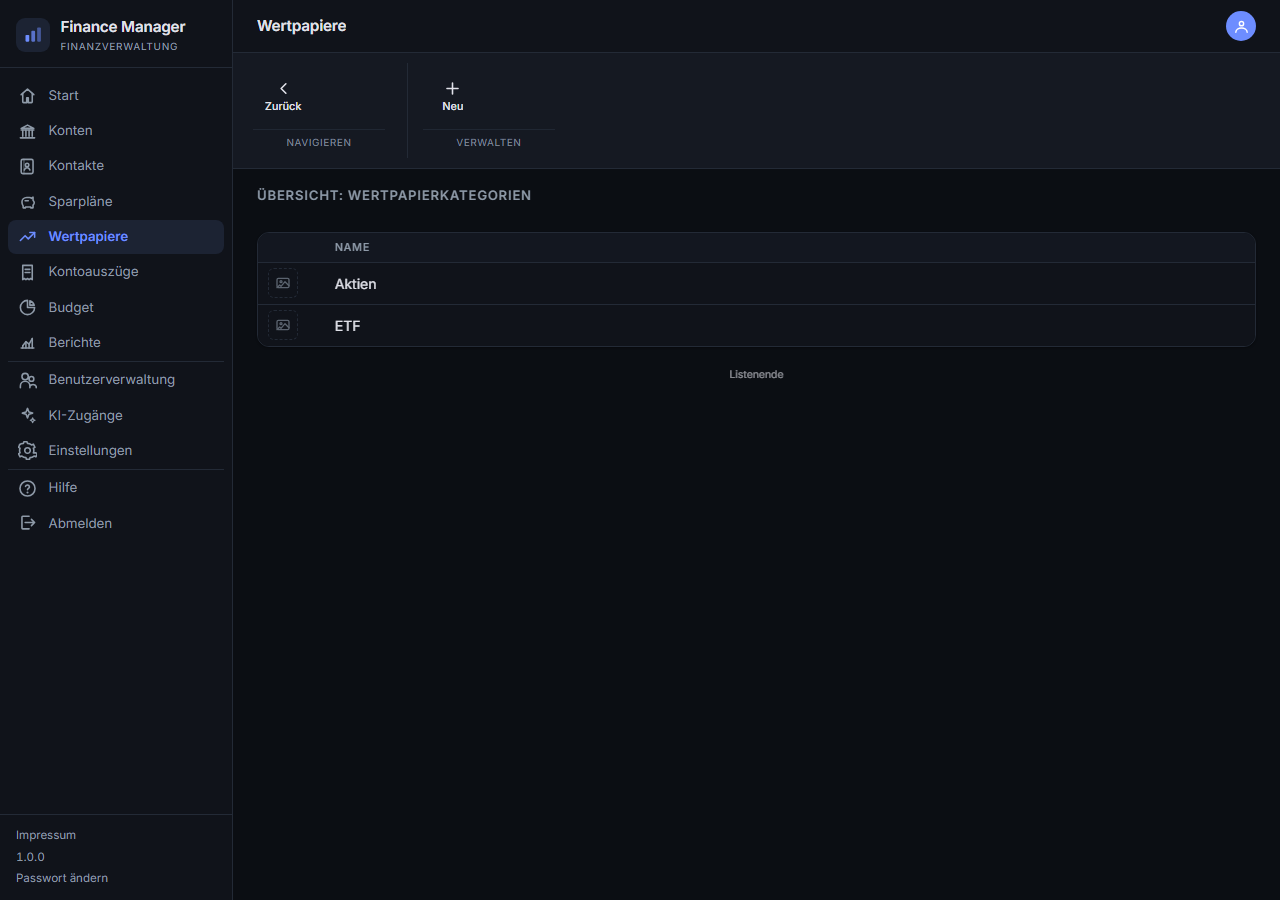 Finance Manager
FINANZVERWALTUNG
Wertpapiere
Start
Konten
Kontakte
Sparpläne
Wertpapiere
Kontoauszüge
Budget
Berichte
Benutzerverwaltung
KI-Zugänge
Einstellungen
Hilfe
Abmelden
Impressum
1.0.0
Passwort ändern
Zurück
NAVIGIEREN
Neu
VERWALTEN
ÜBERSICHT: WERTPAPIERKATEGORIEN
NAME
Aktien
ETF
Listenende